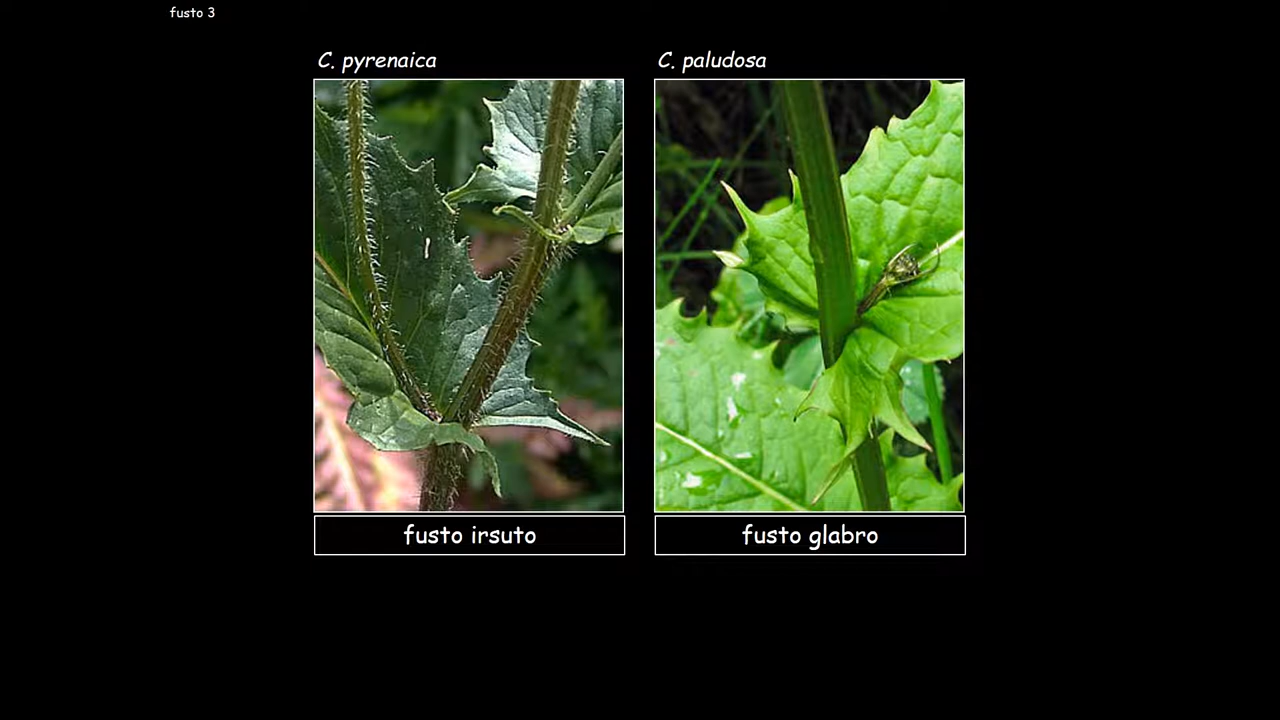 fusto 3
C. pyrenaica
C. paludosa
fusto irsuto
fusto glabro